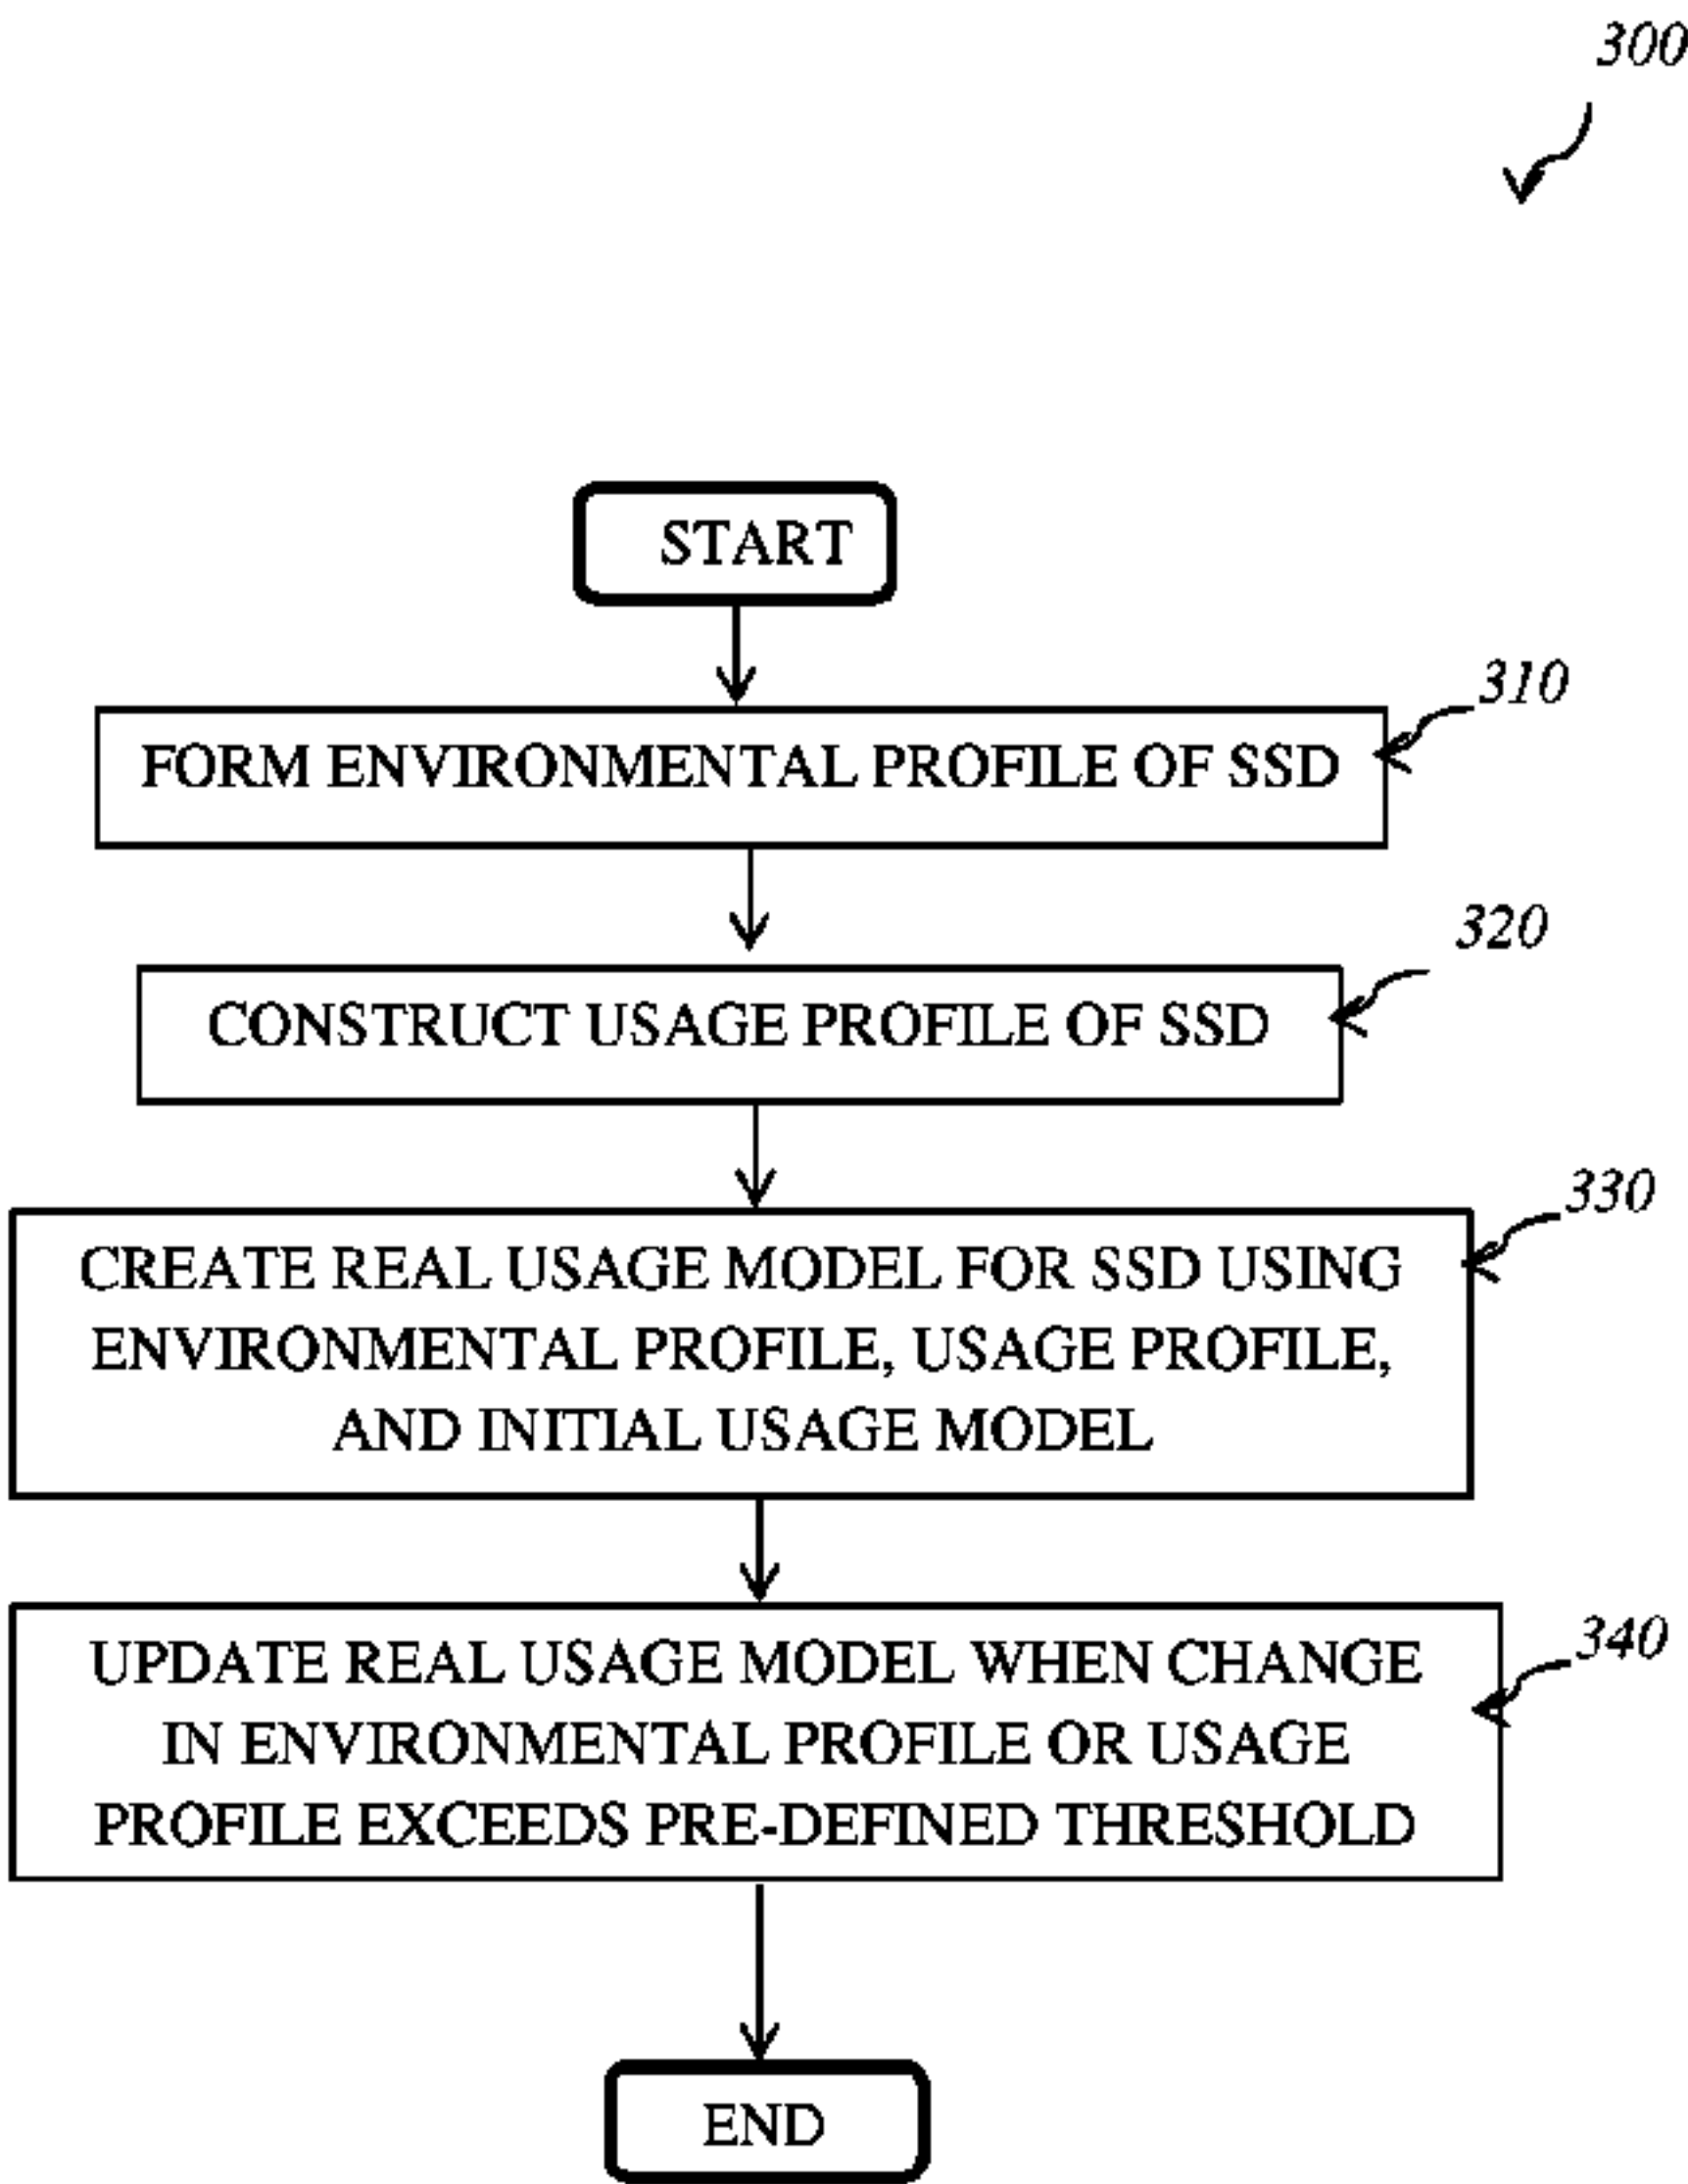 300
START
310
FORM ENVIRONMENTAL PROFILE OF SSD
320
CONSTRUCT USAGE PROFILE OF SSD
330
CREATE REAL USAGE MODEL FOR SSD USING
ENVIRONMENTAL PROFILE, USAGE PROFILE,
AND INITIAL USAGE MODEL
340
UPDATE REAL USAGE MODEL WHEN CHANGE
IN ENVIRONMENTAL PROFILE OR USAGE
PROFILE EXCEEDS PRE-DEFINED THRESHOLD
END